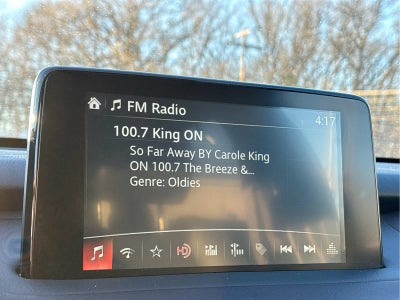 FM Radio
4:17
100.7 King ON
So Far Away BY Carole King
ON 100.7 The Breeze &...
Genre: Oldies
HD